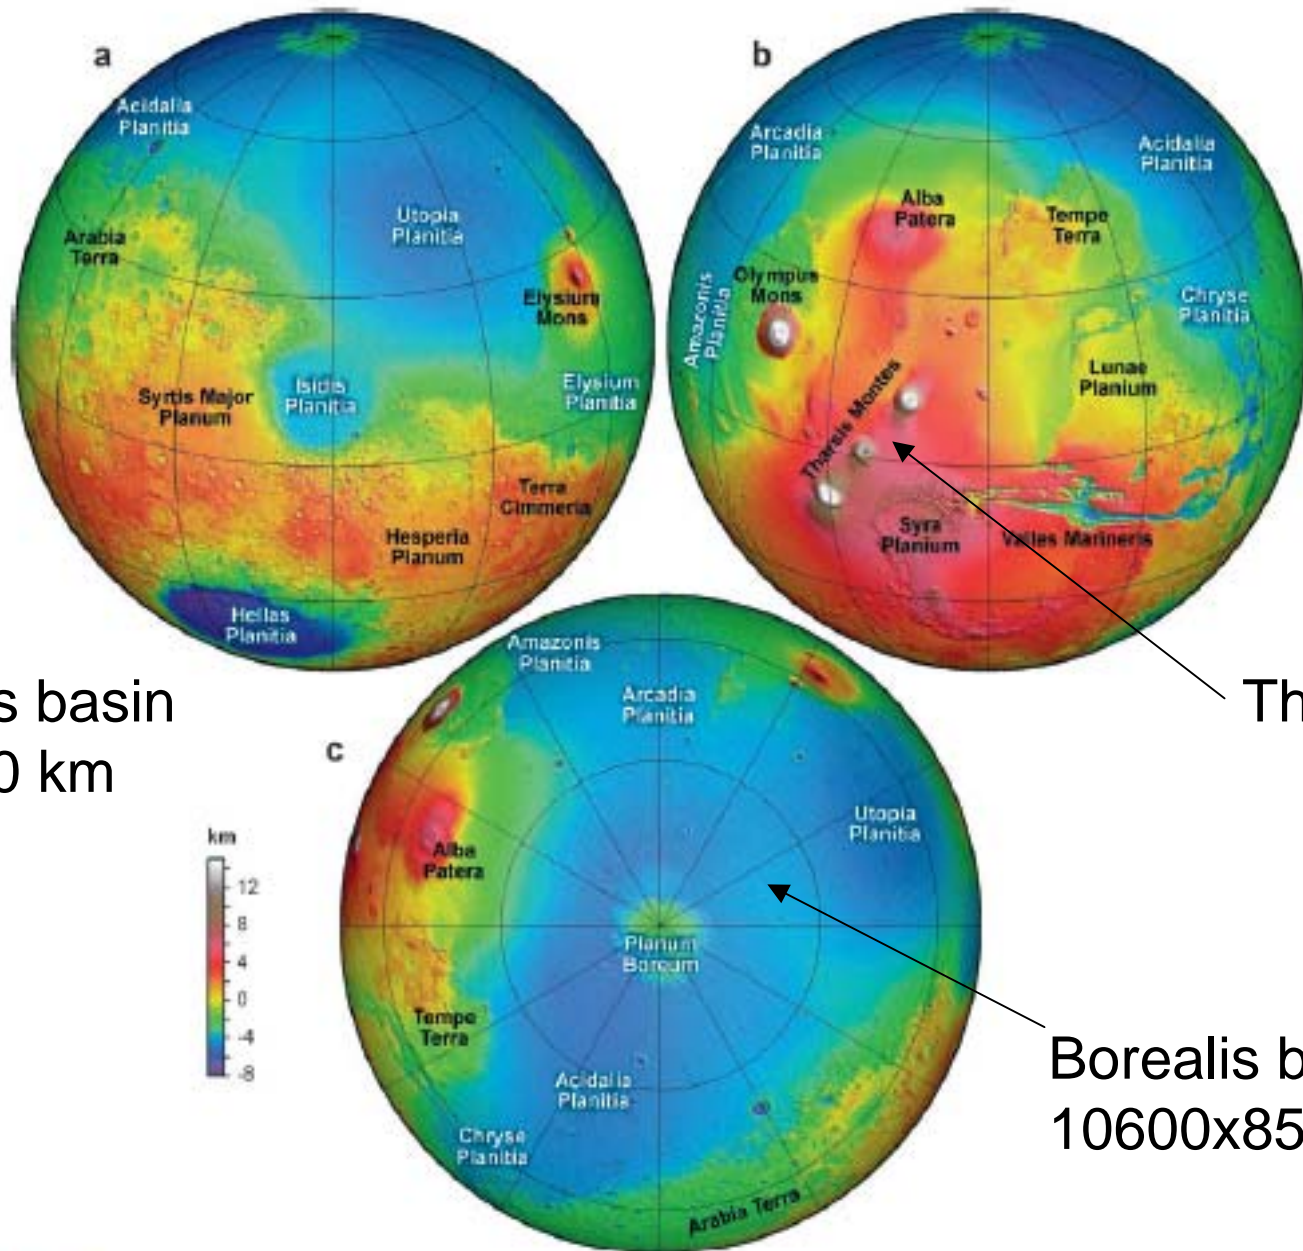 a
Acidalia
Planitia
Utopia
Planitia
Arabia
Terra
Elysium
Mons
Syrtis Major
Planum
Isidis
Planitia
Elysium
Planitia
Terra
Cimmeria
Hesperia
Planum
Hellas
Planitia
b
Arcadia
Planitia
Acidalia
Planitia
Alba
Patera
Tempe
Terra
Olympus
Mons
Amazonis
Planitia
Chryse
Planitia
Lunae
Planium
Tharsis Montes
Syra
Planium
Valles Marineris
s basin
0 km
Th
c
Amazonis
Planitia
Arcadia
Planitia
Utopia
Planitia
Alba
Patera
Planum
Boreum
Tempe
Terra
Acidalia
Planitia
Chryse
Planitia
Arabia Terra
km
12
8
4
0
-4
-8
Borealis b
10600x85